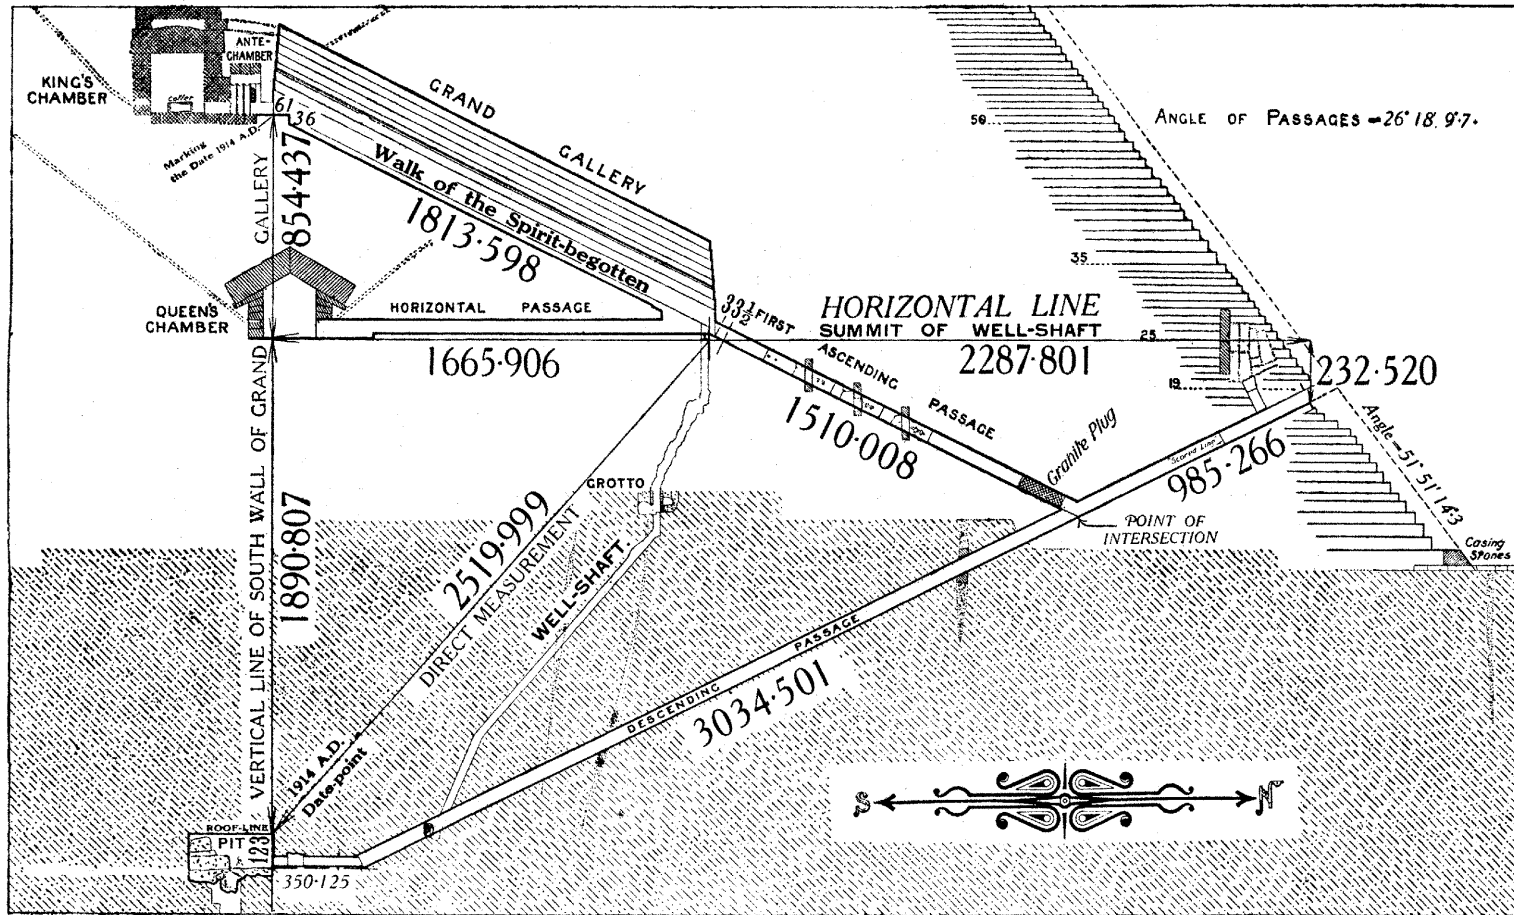 KING'S
CHAMBER
ANTE-
CHAMBER
Coffer
61
36
Marking
the Date 1914 A.D.
GRAND
GALLERY
Walk of the Spirit-begotten
1813·598
GALLERY
854·437
QUEEN'S
CHAMBER
HORIZONTAL PASSAGE
1665·906
33½
FIRST
ASCENDING
PASSAGE
1510·008
HORIZONTAL LINE
SUMMIT OF WELL-SHAFT
2287·801
50
35
25
19
ANGLE OF PASSAGES = 26° 18′ 9·7″
232·520
Granite Plug
Scored Line
985·266
Angle = 51° 51′ 14·3
Casing
Stones
POINT OF
INTERSECTION
GROTTO
WELL-SHAFT.
2519·999
DIRECT MEASUREMENT
VERTICAL LINE OF SOUTH WALL OF GRAND
1890·807
DESCENDING PASSAGE
3034·501
1914 A.D.
Date-point
ROOF-LINE
PIT
123
350·125
S
N